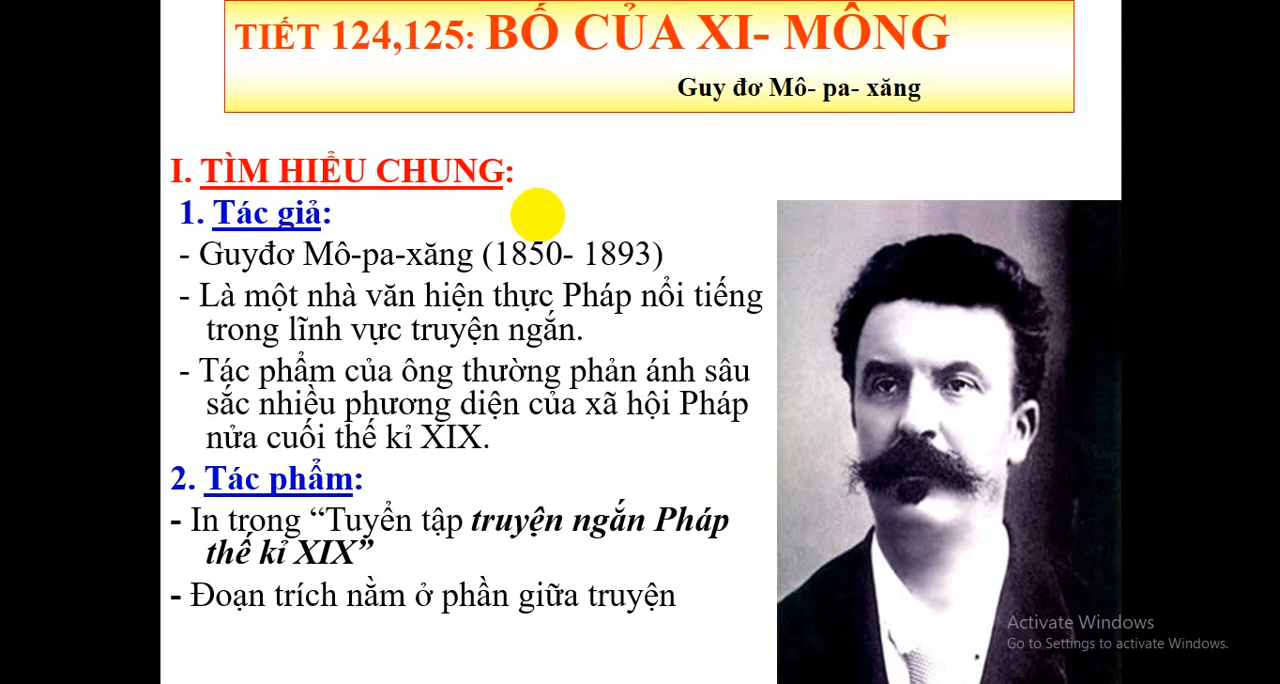 TIẾT 124,125: BỐ CỦA XI- MÔNG
Guy đơ Mô- pa- xăng
I. TÌM HIỂU CHUNG:
1. Tác giả:
- Guyđơ Mô-pa-xăng (1850- 1893)
- Là một nhà văn hiện thực Pháp nổi tiếng
trong lĩnh vực truyện ngắn.
- Tác phẩm của ông thường phản ánh sâu
sắc nhiều phương diện của xã hội Pháp
nửa cuối thế kỉ XIX.
2. Tác phẩm:
- In trong “Tuyển tập truyện ngắn Pháp
thế kỉ XIX”
- Đoạn trích nằm ở phần giữa truyện
Activate Windows
Go to Settings to activate Windows.